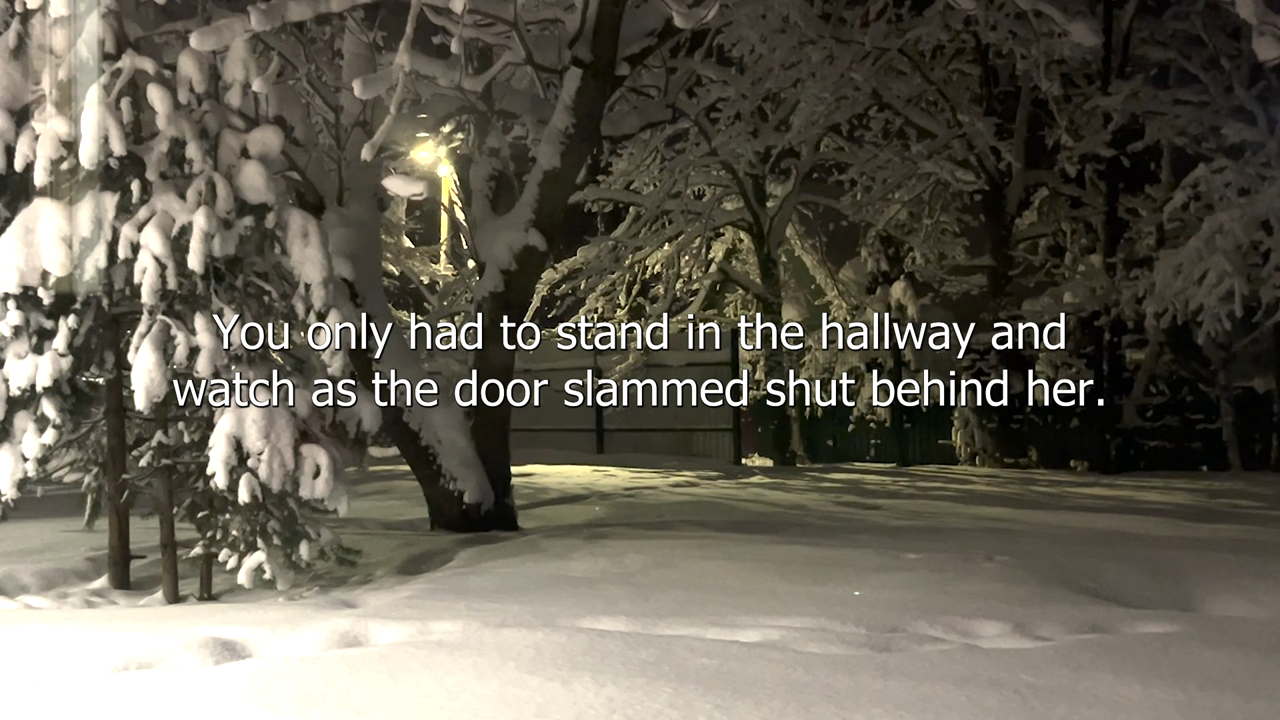 You only had to stand in the hallway and
watch as the door slammed shut behind her.